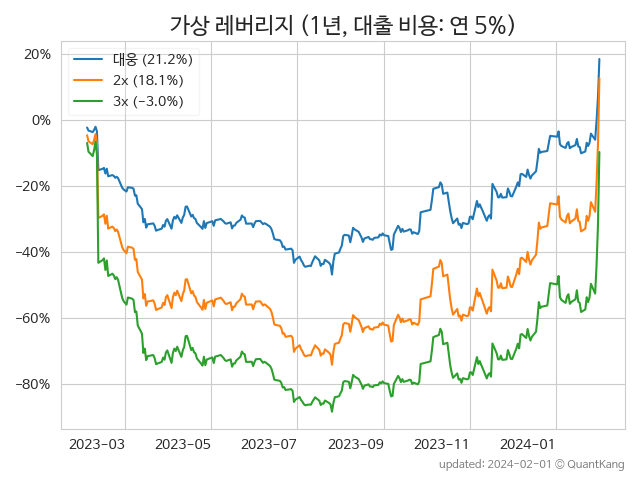 가상 레버리지 (1년, 대출 비용: 연 5%)
20%
0%
−20%
−40%
−60%
−80%
대웅 (21.2%)
2x (18.1%)
3x (−3.0%)
2023-03 2023-05 2023-07 2023-09 2023-11 2024-01
updated: 2024-02-01 © QuantKang